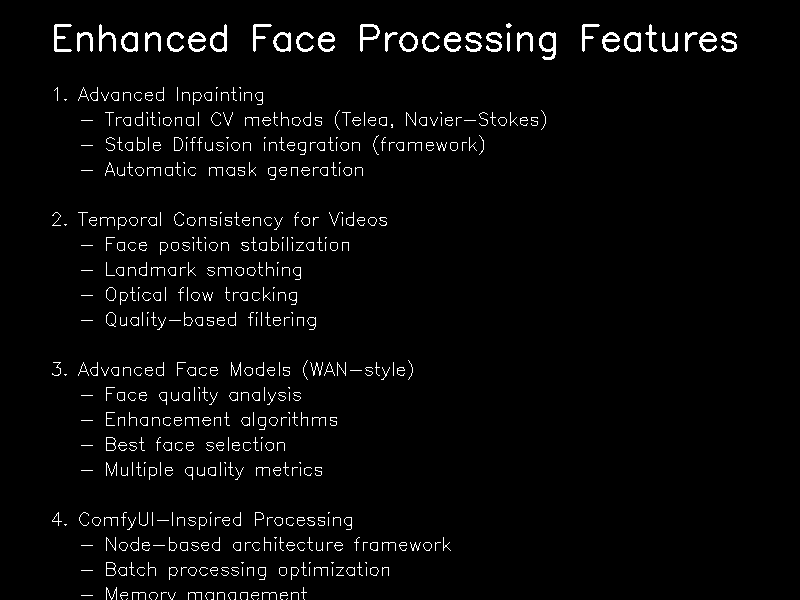 Enhanced Face Processing Features
1. Advanced Inpainting
– Traditional CV methods (Telea, Navier–Stokes)
– Stable Diffusion integration (framework)
– Automatic mask generation
2. Temporal Consistency for Videos
– Face position stabilization
– Landmark smoothing
– Optical flow tracking
– Quality–based filtering
3. Advanced Face Models (WAN–style)
– Face quality analysis
– Enhancement algorithms
– Best face selection
– Multiple quality metrics
4. ComfyUI–Inspired Processing
– Node–based architecture framework
– Batch processing optimization
– Memory management